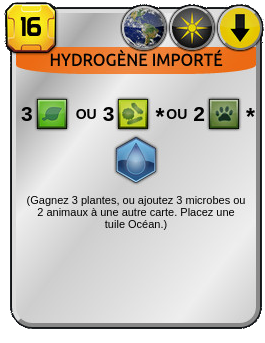 16
HYDROGÈNE IMPORTÉ
3 OU 3 * OU 2 *
(Gagnez 3 plantes, ou ajoutez 3 microbes ou
2 animaux à une autre carte. Placez une
tuile Océan.)